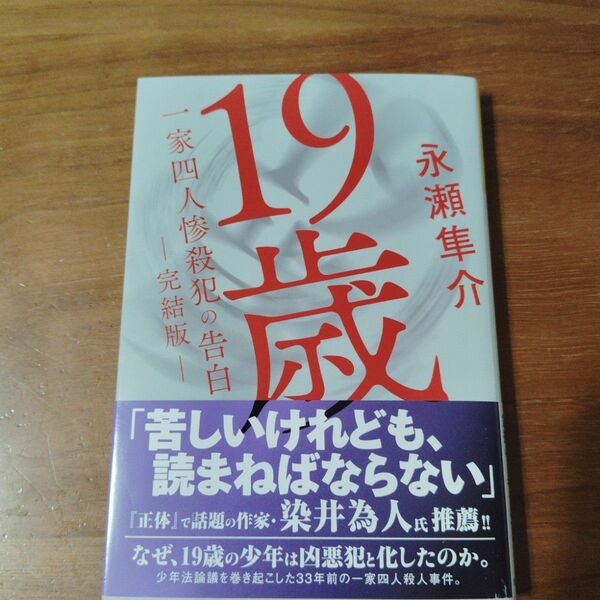 19歳
一家四人惨殺犯の告白
―完結版―
永瀬隼介
「苦しいけれども、
読まねばならない」
『正体』で話題の作家・染井為人氏推薦!!
なぜ、19歳の少年は凶悪犯と化したのか。
少年法論議を巻き起こした33年前の一家四人殺人事件。